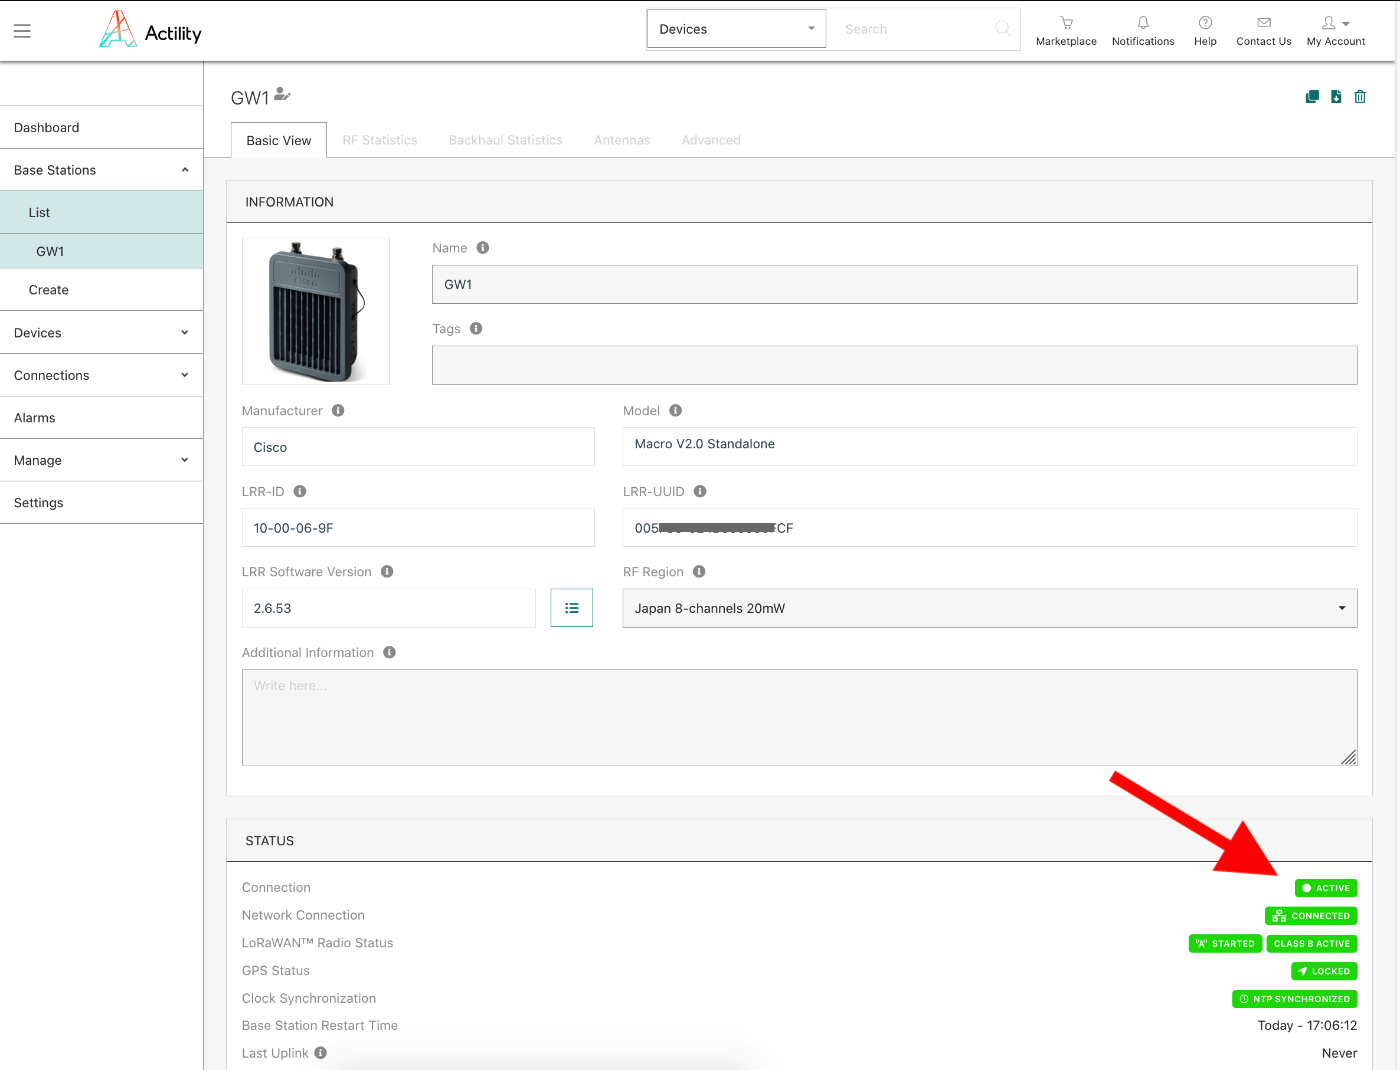 Actility
Devices
Search
Marketplace
Notifications
Help
Contact Us
My Account
Dashboard
Base Stations
List
GW1
Create
Devices
Connections
Alarms
Manage
Settings
GW1
Basic View
RF Statistics
Backhaul Statistics
Antennas
Advanced
INFORMATION
Name
GW1
Tags
Manufacturer
Cisco
Model
Macro V2.0 Standalone
LRR-ID
10-00-06-9F
LRR-UUID
005
CF
LRR Software Version
2.6.53
RF Region
Japan 8-channels 20mW
Additional Information
Write here...
STATUS
Connection
ACTIVE
Network Connection
CONNECTED
LoRaWAN™ Radio Status
STARTED
CLASS B ACTIVE
GPS Status
LOCKED
Clock Synchronization
NTP SYNCHRONIZED
Base Station Restart Time
Today - 17:06:12
Last Uplink
Never